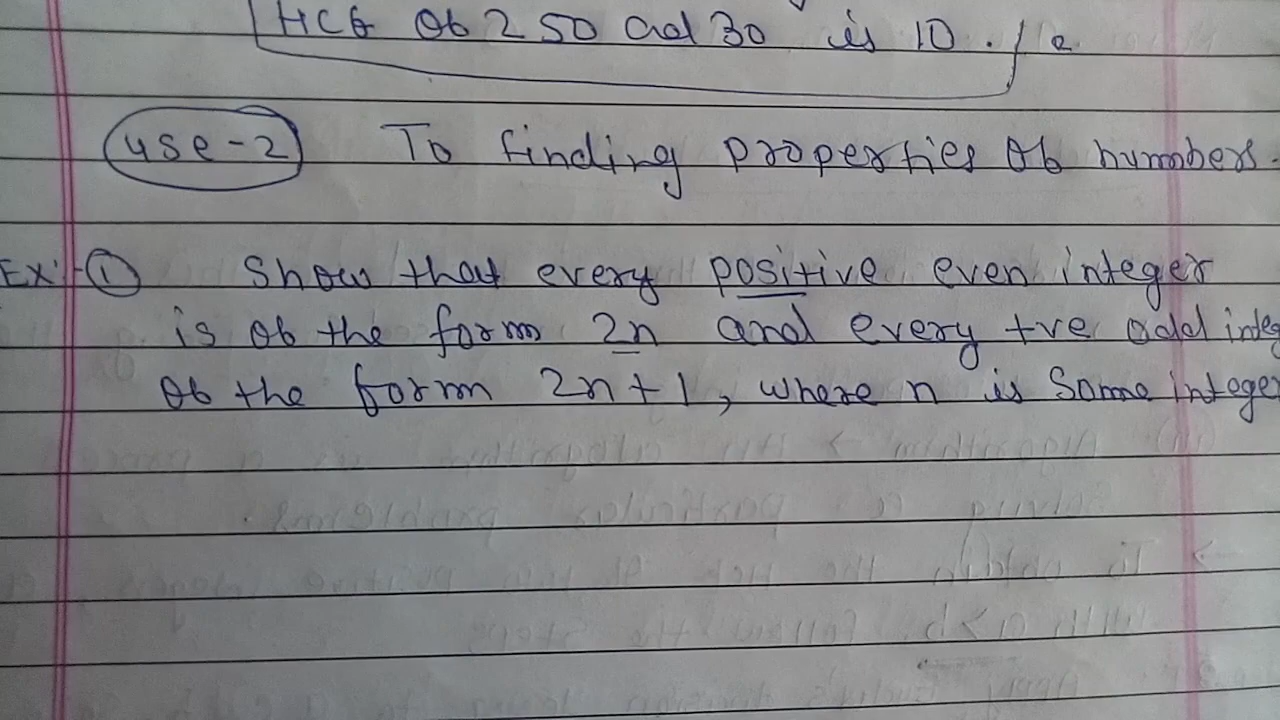 HCF of 250 and 30 is 10.
Use-2 To finding properties of numbers.
Ex:-① Show that every positive even integer
is of the form 2n and every +ve odd integ
of the form 2n+1, where n is some integer